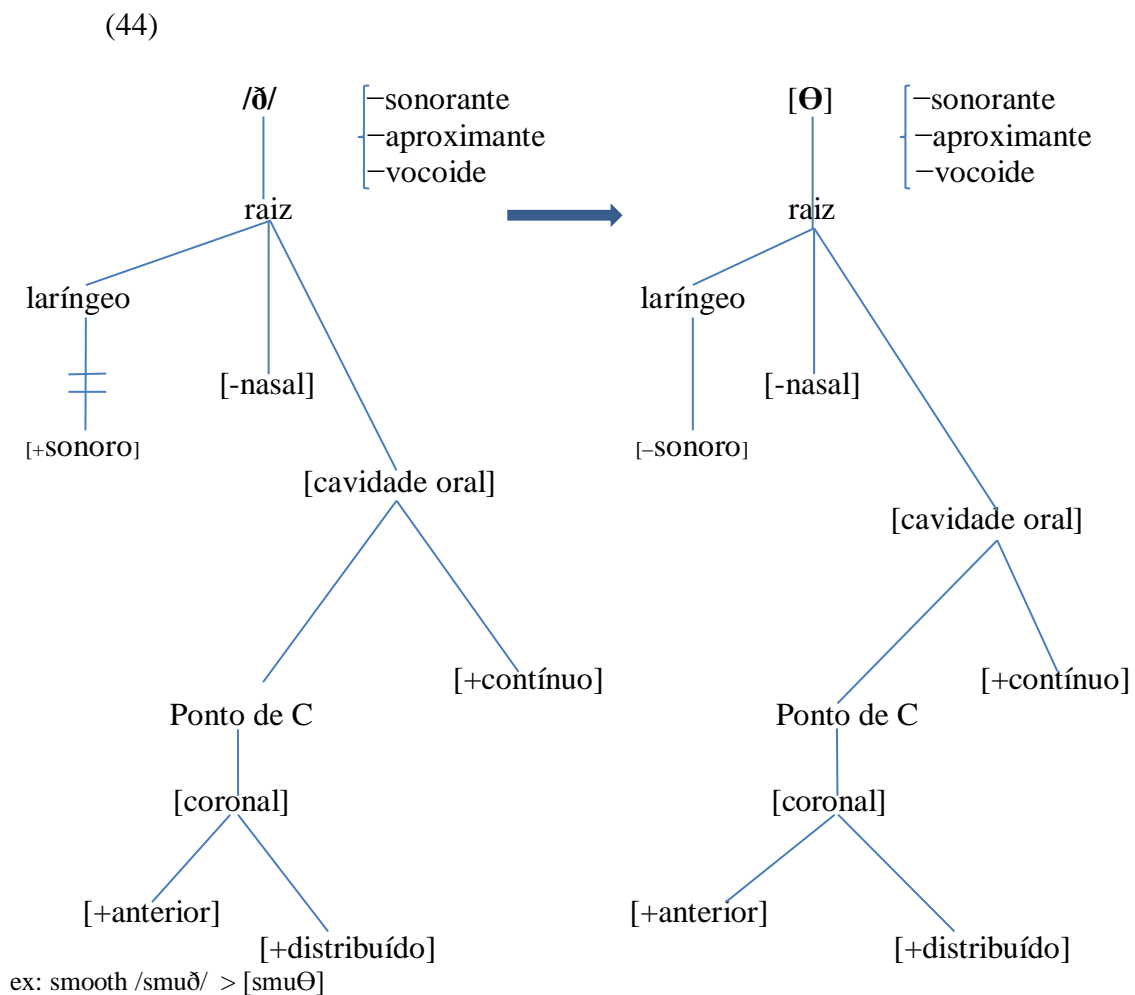 (44)
/ð/ −sonorante [Ɵ] −sonorante
−aproximante −aproximante
−vocoide −vocoide
raiz raiz
laríngeo laríngeo
[-nasal] [-nasal]
[+sonoro] [−sonoro]
[cavidade oral]
[cavidade oral]
[+contínuo] [+contínuo]
Ponto de C Ponto de C
[coronal] [coronal]
[+anterior] [+anterior]
[+distribuído] [+distribuído]
ex: smooth /smuð/ > [smuƟ]